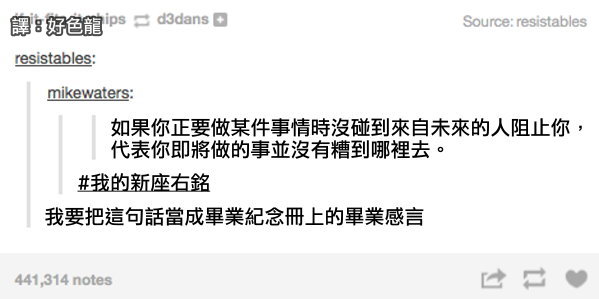 譯：好色龍
d3dans
Source: resistables
resistables:
mikewaters:
如果你正要做某件事情時沒碰到來自未來的人阻止你，
代表你即將做的事並沒有糟到哪裡去。
#我的新座右銘
我要把這句話當成畢業紀念冊上的畢業感言
441,314 notes